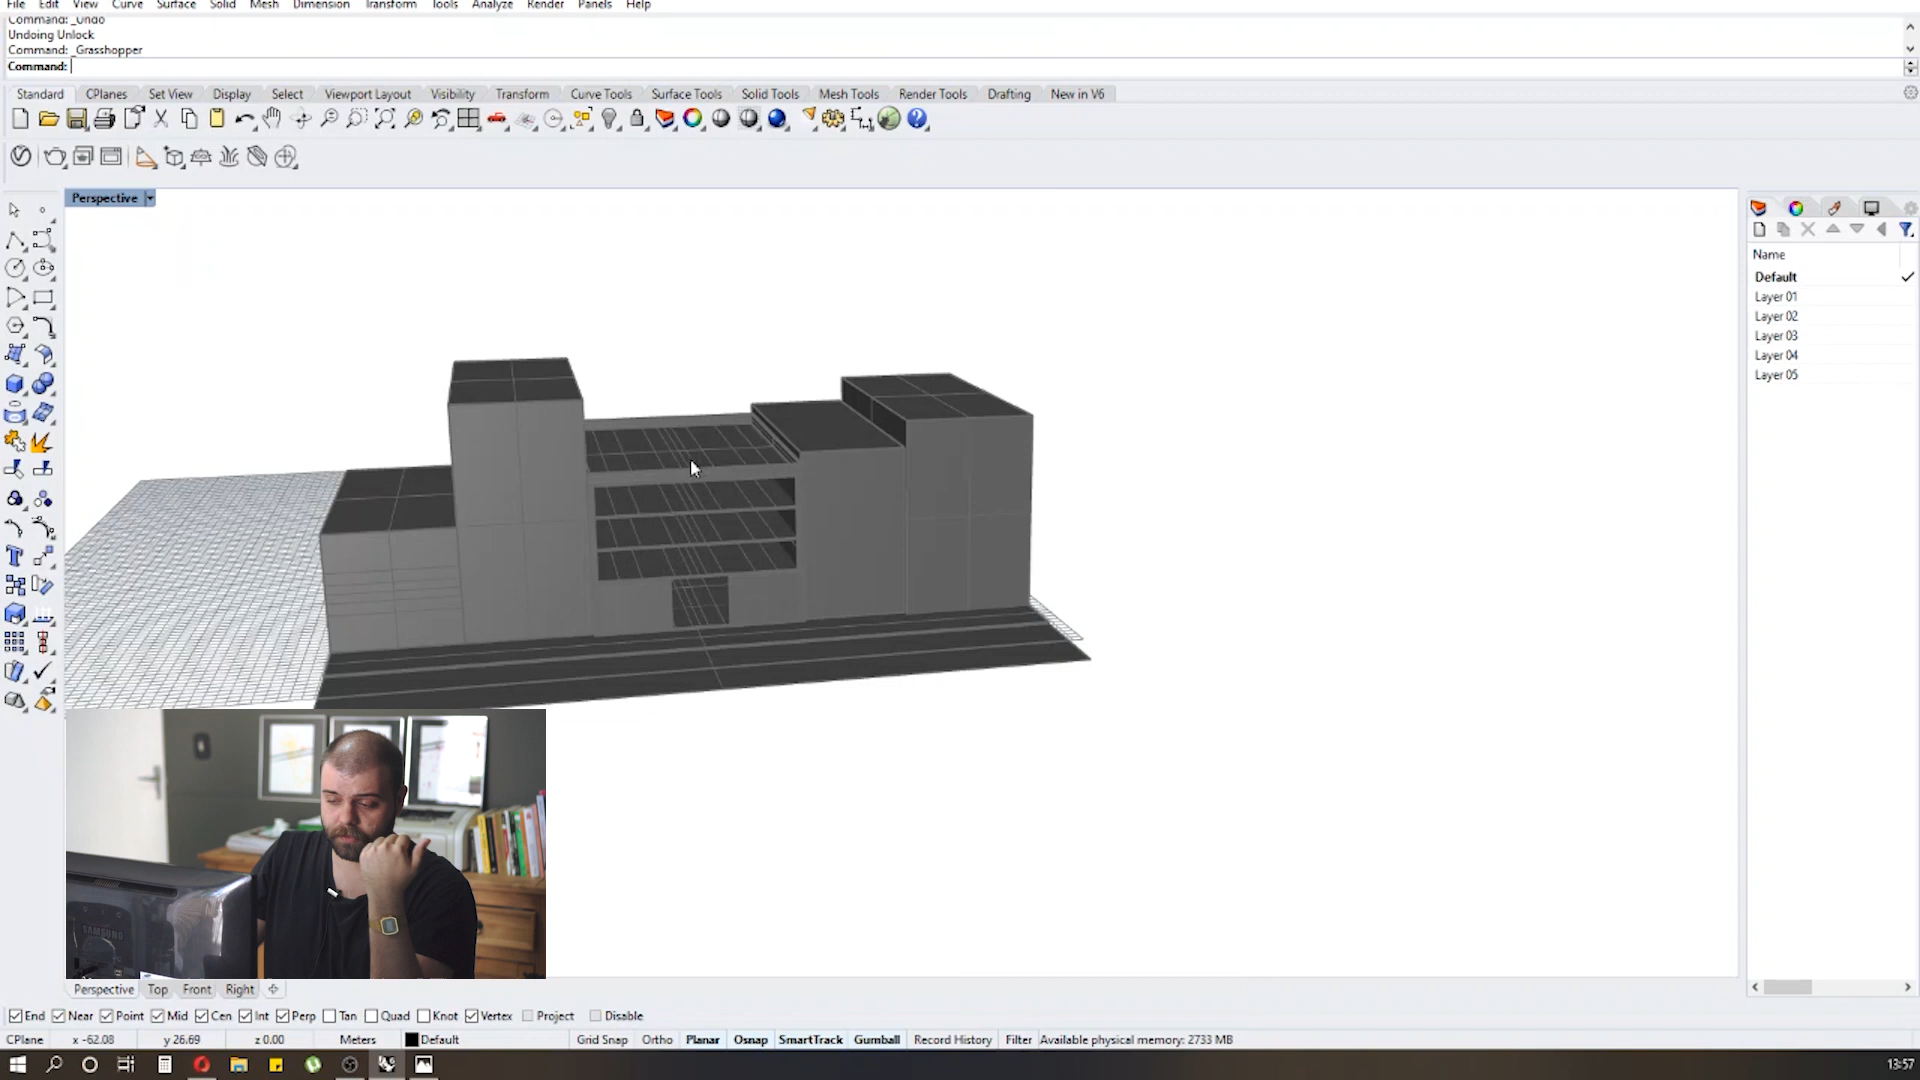 File Edit View Curve Surface Solid Mesh Dimension Transform Tools Analyze Render Panels Help
Command: _Undo
Undoing Unlock
Command: _Grasshopper
Command:
Standard CPlanes Set View Display Select Viewport Layout Visibility Transform Curve Tools Surface Tools Solid Tools Mesh Tools Render Tools Drafting New in V6
Perspective
Name
Default
Layer 01
Layer 02
Layer 03
Layer 04
Layer 05
SAMSUNG
Perspective Top Front Right
End Near Point Mid Cen Int Perp Tan Quad Knot Vertex Project Disable
CPlane x -62.08 y 26.69 z 0.00 Meters Default Grid Snap Ortho Planar Osnap SmartTrack Gumball Record History Filter Available physical memory: 2733 MB
13:57